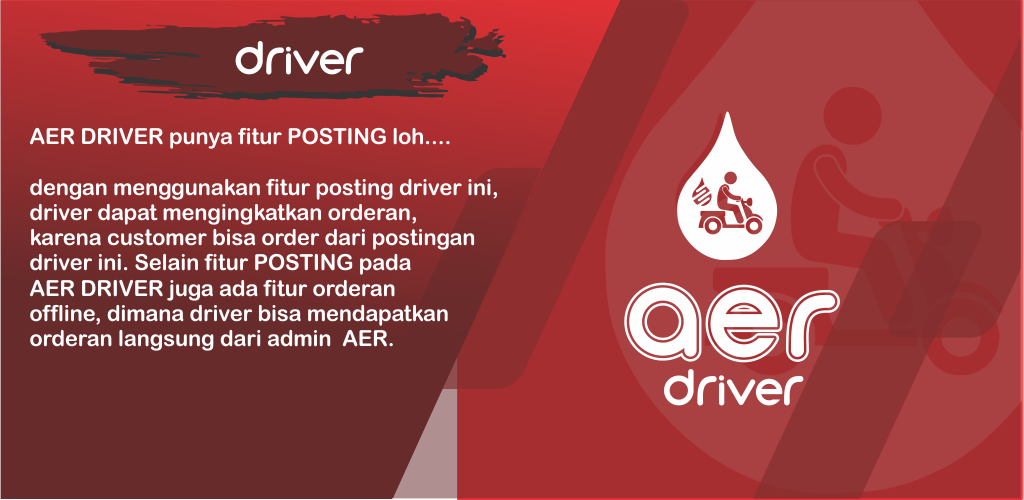 driver
AER DRIVER punya fitur POSTING loh....
dengan menggunakan fitur posting driver ini,
driver dapat mengingkatkan orderan,
karena customer bisa order dari postingan
driver ini. Selain fitur POSTING pada
AER DRIVER juga ada fitur orderan
offline, dimana driver bisa mendapatkan
orderan langsung dari admin AER.
aer
driver